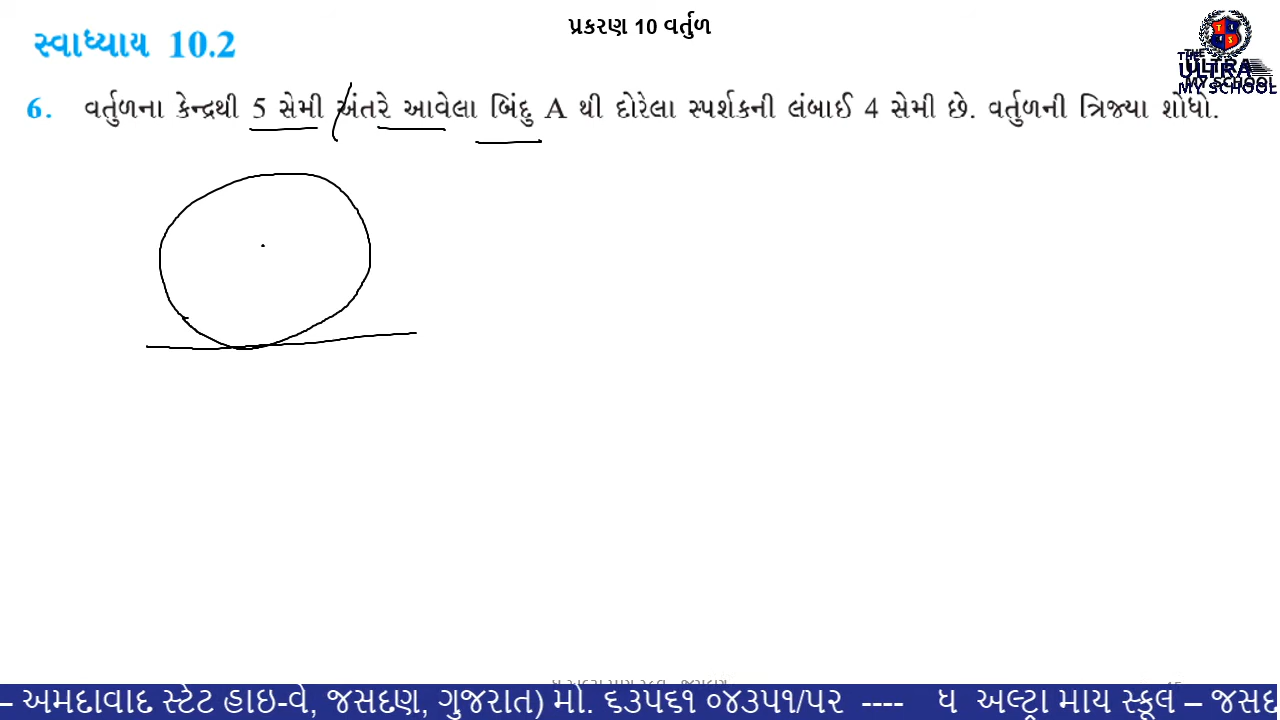 પ્રકરણ 10 વર્તુળ
સ્વાધ્યાય 10.2
THE
ULTRA
MY SCHOOL
6. વર્તુળના કેન્દ્રથી 5 સેમી અંતરે આવેલા બિંદુ A થી દોરેલા સ્પર્શકની લંબાઈ 4 સેમી છે. વર્તુળની ત્રિજ્યા શોધો.
– અમદાવાદ સ્ટેટ હાઇ-વે, જસદણ, ગુજરાત) મો. ૬૩૫૬૧ ૦૪૩૫૧/૫૨ ---- ધ અલ્ટ્રા માય સ્કૂલ – જસદ